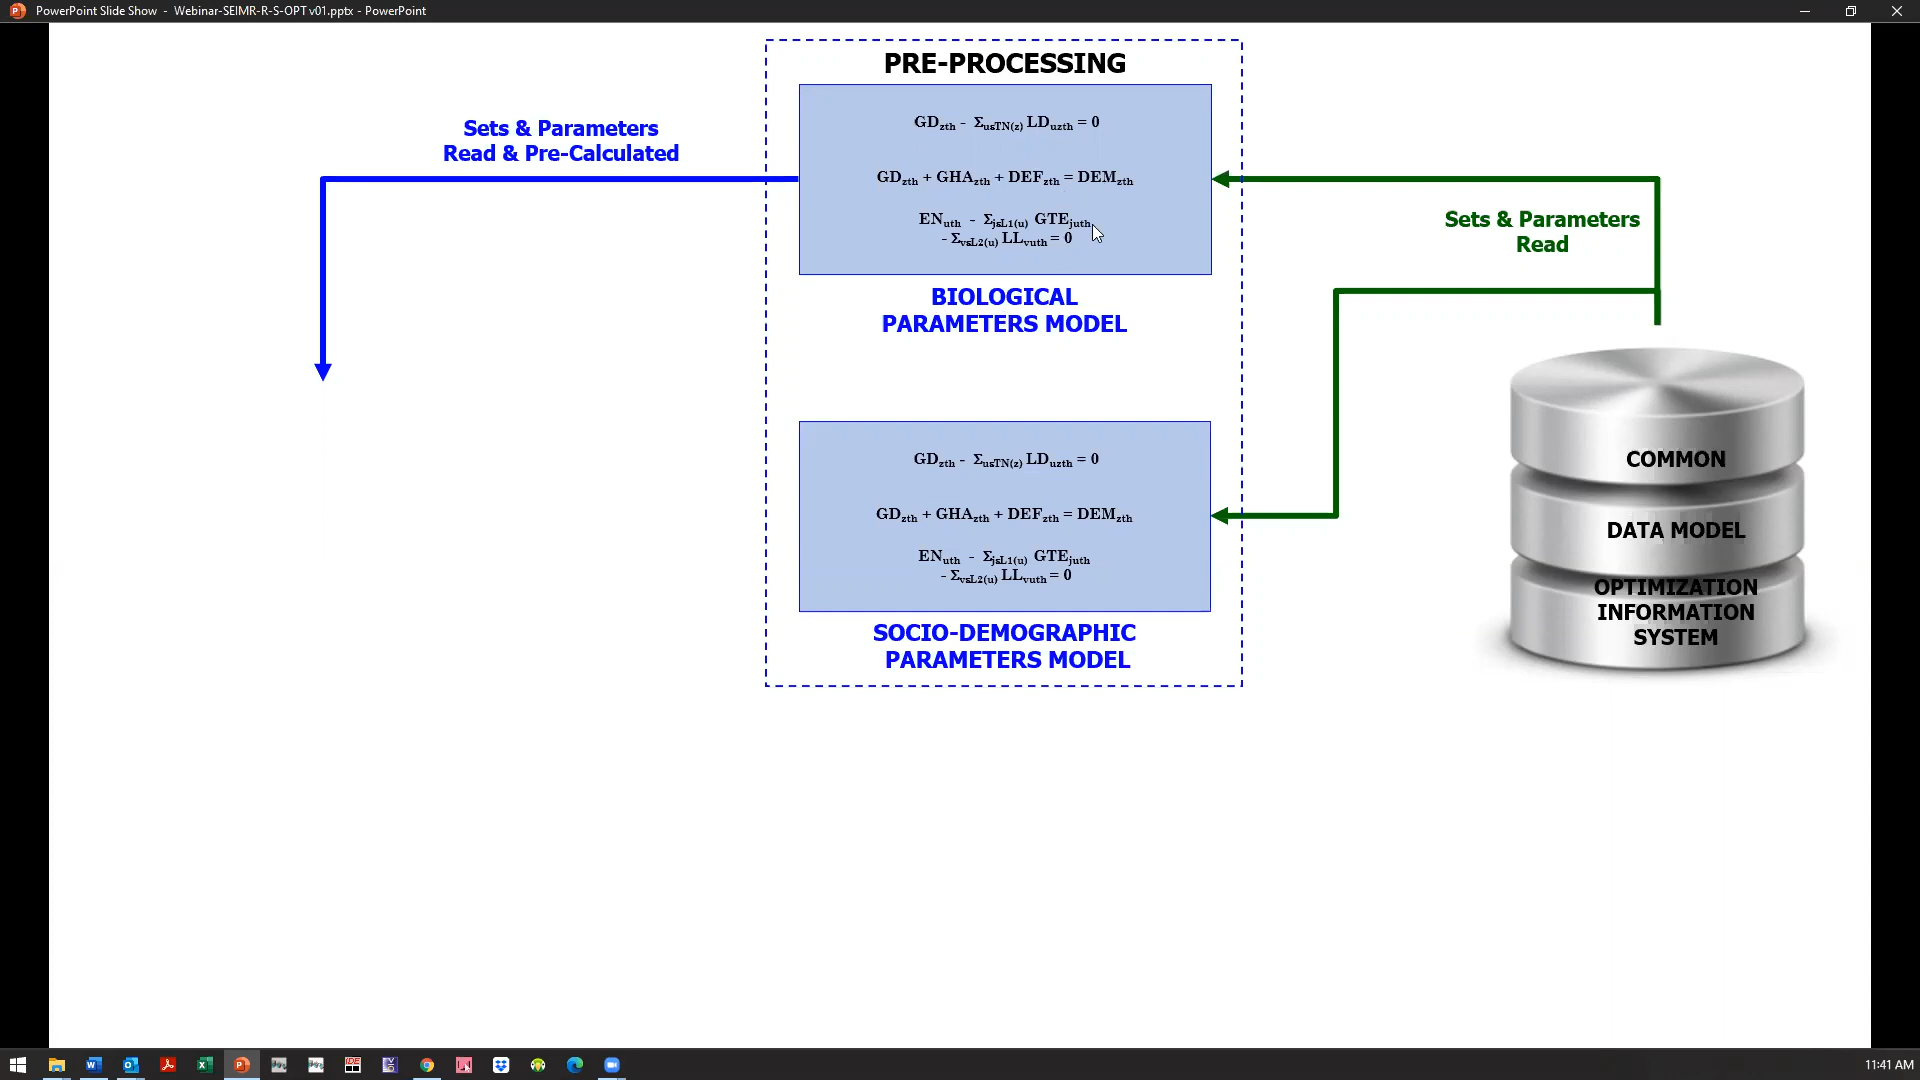 PowerPoint Slide Show - Webinar-SEIMR-R-S-OPT v01.pptx - PowerPoint
PRE-PROCESSING
GDzth - ΣusTN(z) LDuzth = 0
GDzth + GHAzth + DEFzth = DEMzth
ENuth - ΣjsL1(u) GTEjuth
- ΣvsL2(u) LLvuth = 0
BIOLOGICAL
PARAMETERS MODEL
Sets & Parameters
Read & Pre-Calculated
Sets & Parameters
Read
GDzth - ΣusTN(z) LDuzth = 0
GDzth + GHAzth + DEFzth = DEMzth
ENuth - ΣjsL1(u) GTEjuth
- ΣvsL2(u) LLvuth = 0
SOCIO-DEMOGRAPHIC
PARAMETERS MODEL
COMMON
DATA MODEL
OPTIMIZATION
INFORMATION
SYSTEM
11:41 AM